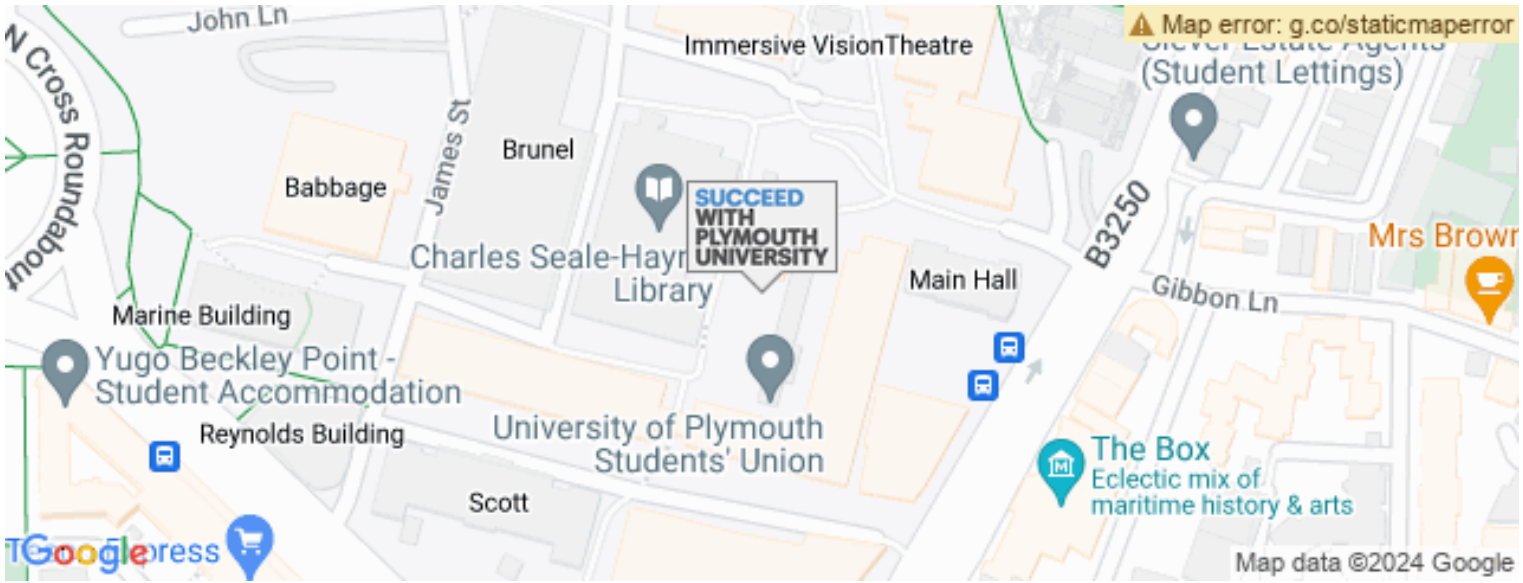 John Ln
Immersive VisionTheatre
Map error: g.co/staticmaperror
Clever Estate Agents
(Student Lettings)
N Cross Roundabout
James St
Brunel
Babbage
SUCCEED
WITH
PLYMOUTH
UNIVERSITY
Charles Seale-Hayn
Library
B3250
Mrs Brown
Main Hall
Gibbon Ln
Marine Building
Yugo Beckley Point -
Student Accommodation
Reynolds Building
University of Plymouth
Students' Union
The Box
Eclectic mix of
maritime history & arts
M
Scott
Google
press
Map data ©2024 Google